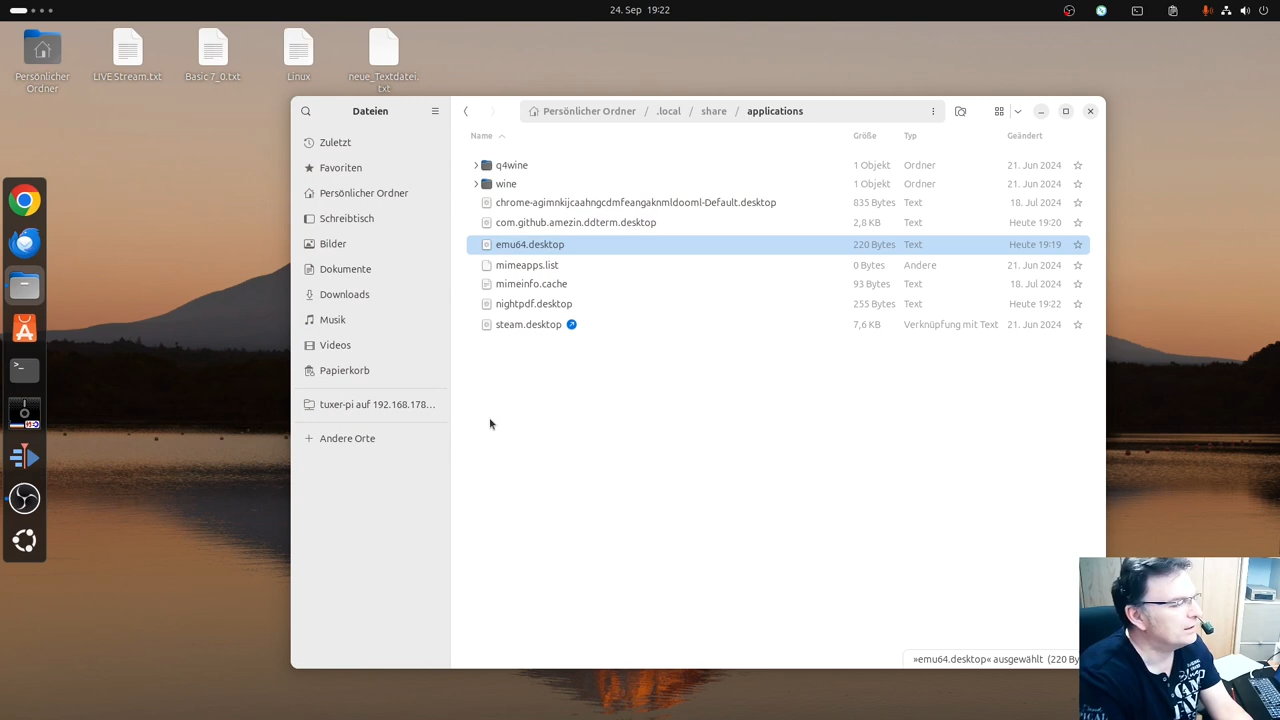 24. Sep 19:22
Persönlicher
Ordner
LIVE Stream.txt
Basic 7_0.txt
Linux
neue_Textdatei.
txt
Dateien
Persönlicher Ordner / .local / share / applications
Zuletzt
Favoriten
Persönlicher Ordner
Schreibtisch
Bilder
Dokumente
Downloads
Musik
Videos
Papierkorb
tuxer-pi auf 192.168.178...
Andere Orte
Name Größe Typ Geändert
q4wine 1 Objekt Ordner 21. Jun 2024
wine 1 Objekt Ordner 21. Jun 2024
chrome-agimnkijcaahngcdmfeangaknmldooml-Default.desktop 835 Bytes Text 18. Jul 2024
com.github.amezin.ddterm.desktop 2,8 KB Text Heute 19:20
emu64.desktop 220 Bytes Text Heute 19:19
mimeapps.list 0 Bytes Andere 21. Jun 2024
mimeinfo.cache 93 Bytes Text 18. Jul 2024
nightpdf.desktop 255 Bytes Text Heute 19:22
steam.desktop 7,6 KB Verknüpfung mit Text 21. Jun 2024
»emu64.desktop« ausgewählt (220 By